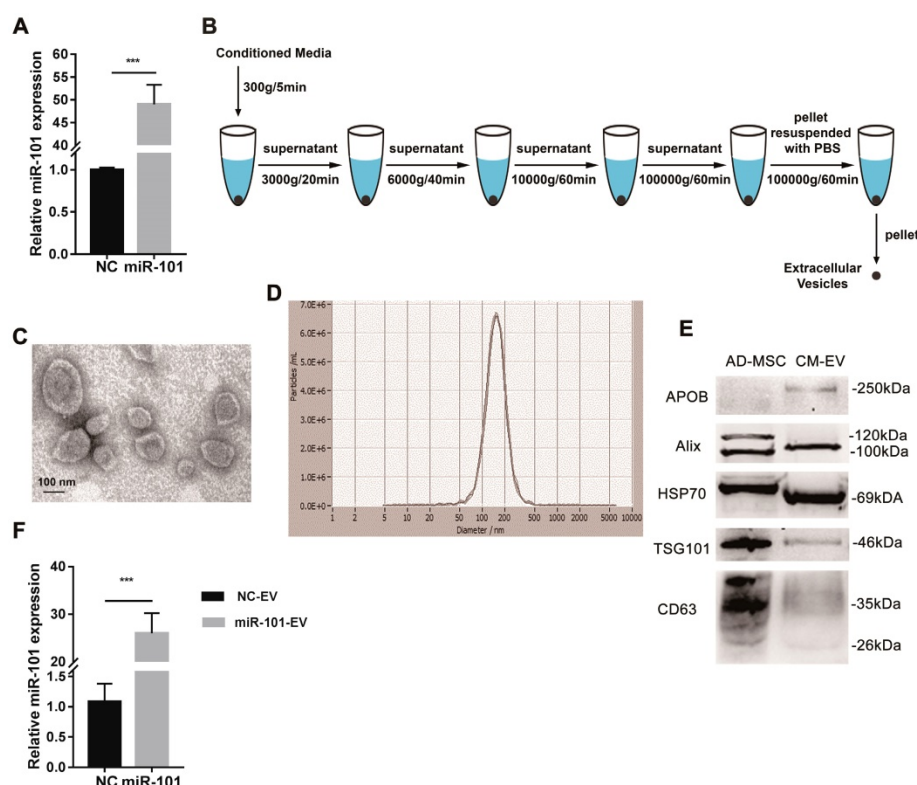 A
Relative miR-101 expression
60
55
50
45
40
1.5
1.0
0.5
0.0
***
NC miR-101
B
Conditioned Media
300g/5min
supernatant
3000g/20min
supernatant
6000g/40min
supernatant
10000g/60min
supernatant
100000g/60min
pellet
resuspended
with PBS
100000g/60min
pellet
Extracellular
Vesicles
C
100 nm
D
Particles /mL
7.0E+6
6.0E+6
5.0E+6
4.0E+6
3.0E+6
2.0E+6
1.0E+6
0.0E+0
1 2 5 10 20 50 100 200 500 1000 2000 5000 10000
Diameter / nm
E
AD-MSC CM-EV
APOB -250kDa
Alix -120kDa
-100kDa
HSP70 -69kDA
TSG101 -46kDa
CD63 -35kDa
-26kDa
F
Relative miR-101 expression
40
30
20
1.5
1.0
0.5
0.0
***
NC miR-101
NC-EV
miR-101-EV